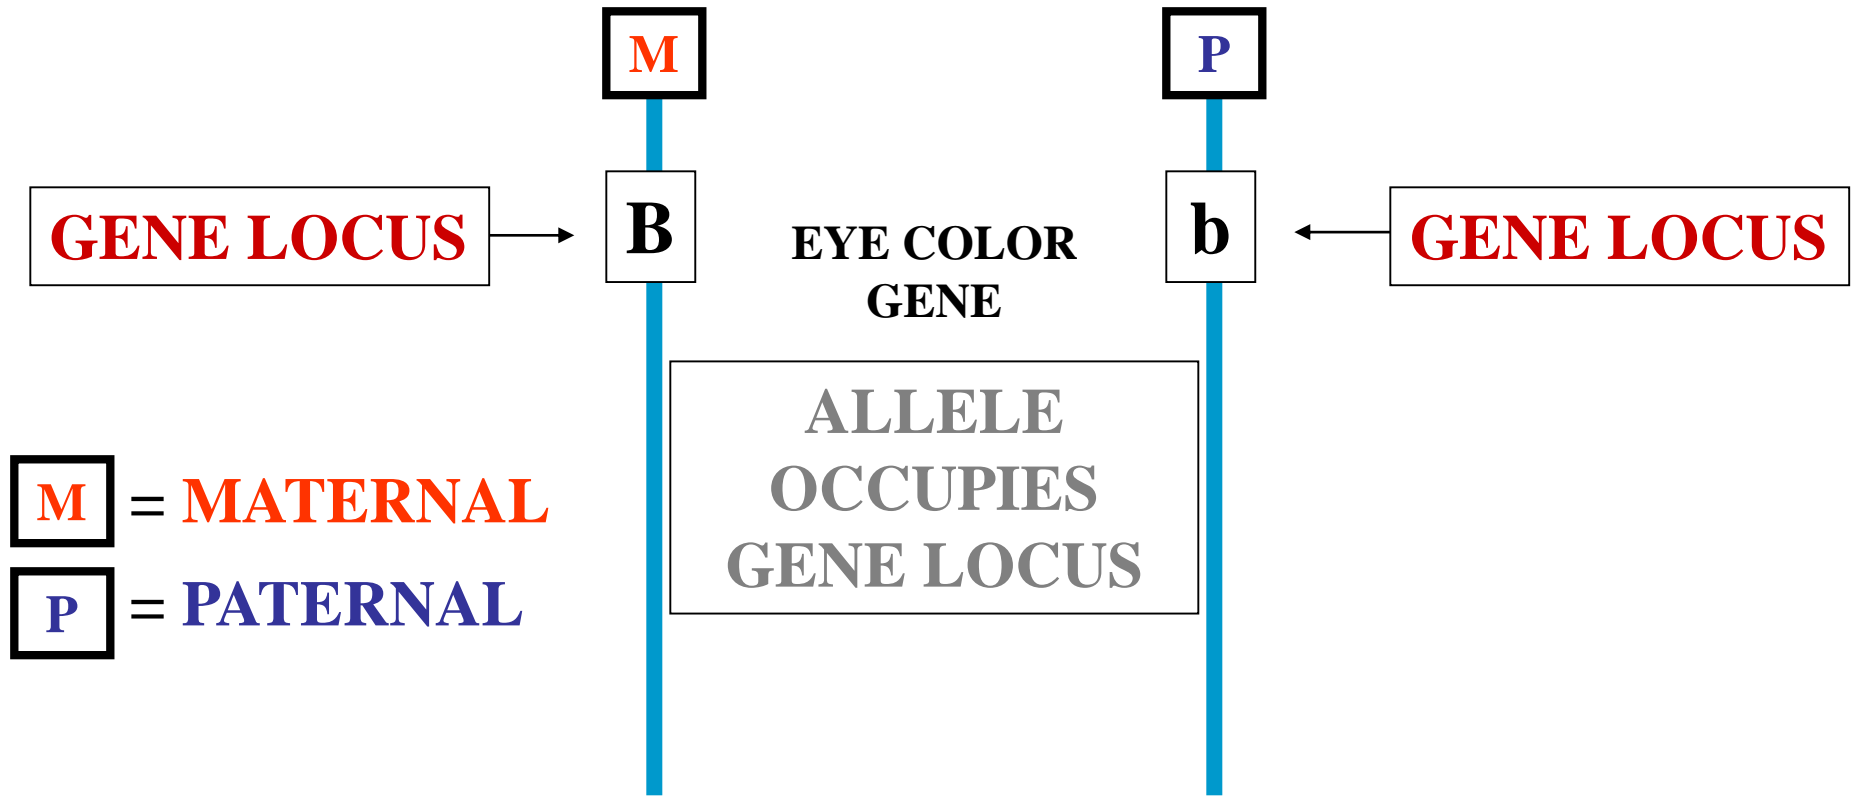 M
P
GENE LOCUS
B
EYE COLOR
GENE
b
GENE LOCUS
ALLELE
OCCUPIES
GENE LOCUS
M = MATERNAL
P = PATERNAL